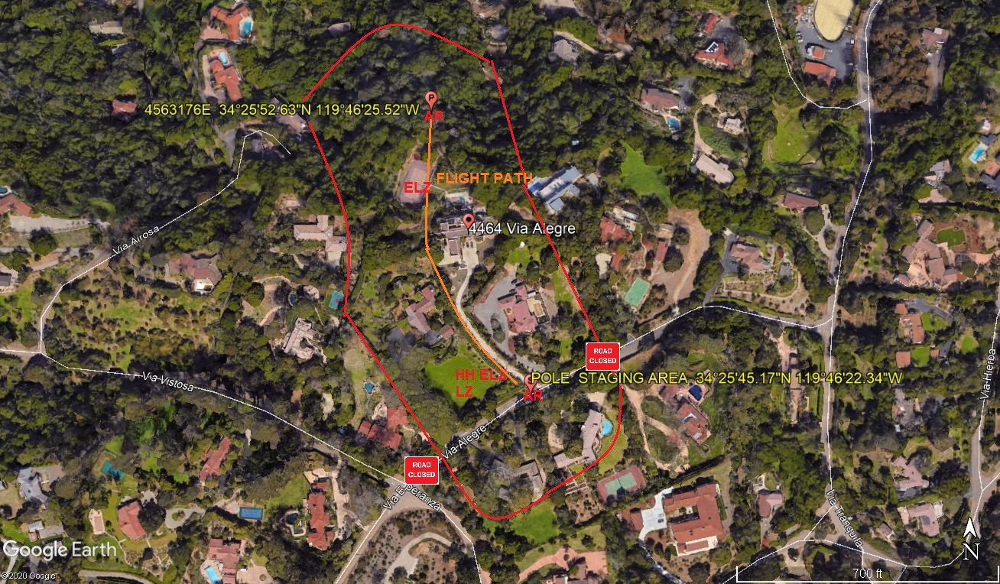 4563176E  34°25'52.63"N 119°46'25.52"W
P
AR
ELZ
FLIGHT PATH
4464 Via Alegre
Via Airosa
ROAD
CLOSED
Via Vistosa
HH ELZ
LZ
POLE  STAGING AREA  34°25'45.17"N 119°46'22.34"W
AR
Via Hierba
Via Alegre
ROAD
CLOSED
Via Esperanza
Via Tranquila
Google Earth
N
© 2020 Google
700 ft